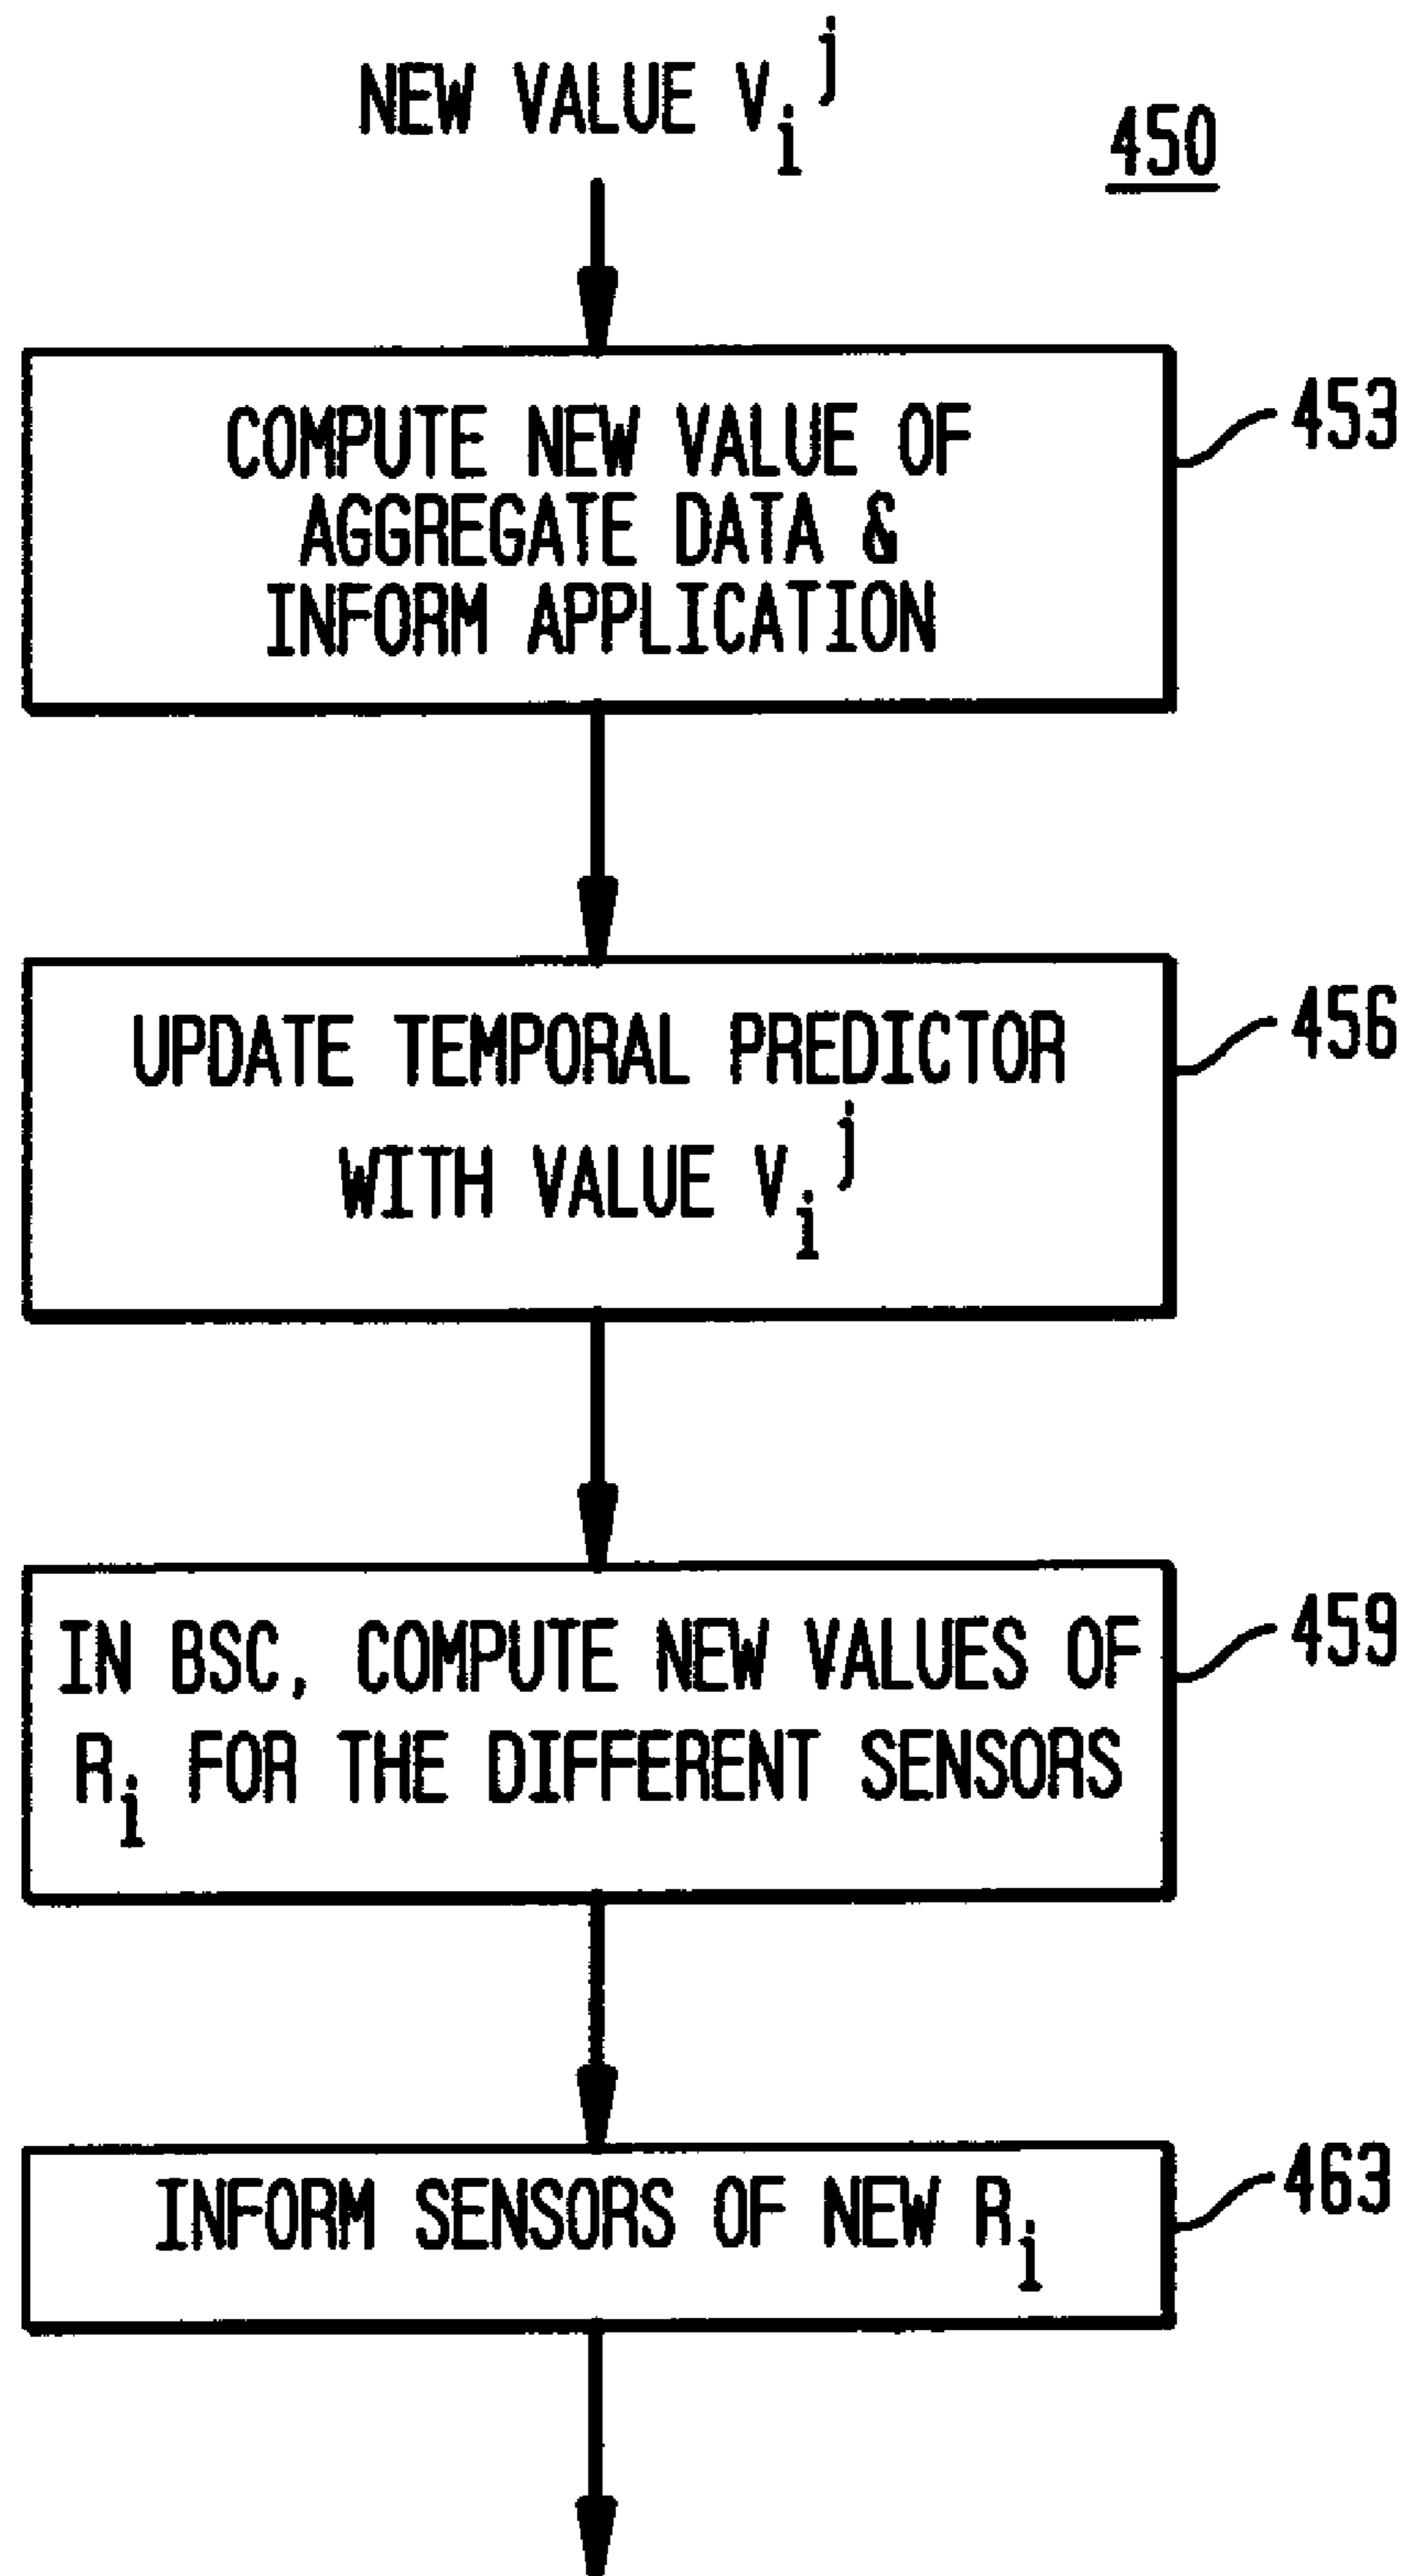 NEW VALUE V_i^j
450
COMPUTE NEW VALUE OF
AGGREGATE DATA &
INFORM APPLICATION
453
UPDATE TEMPORAL PREDICTOR
WITH VALUE V_i^j
456
IN BSC, COMPUTE NEW VALUES OF
R_i FOR THE DIFFERENT SENSORS
459
INFORM SENSORS OF NEW R_i
463